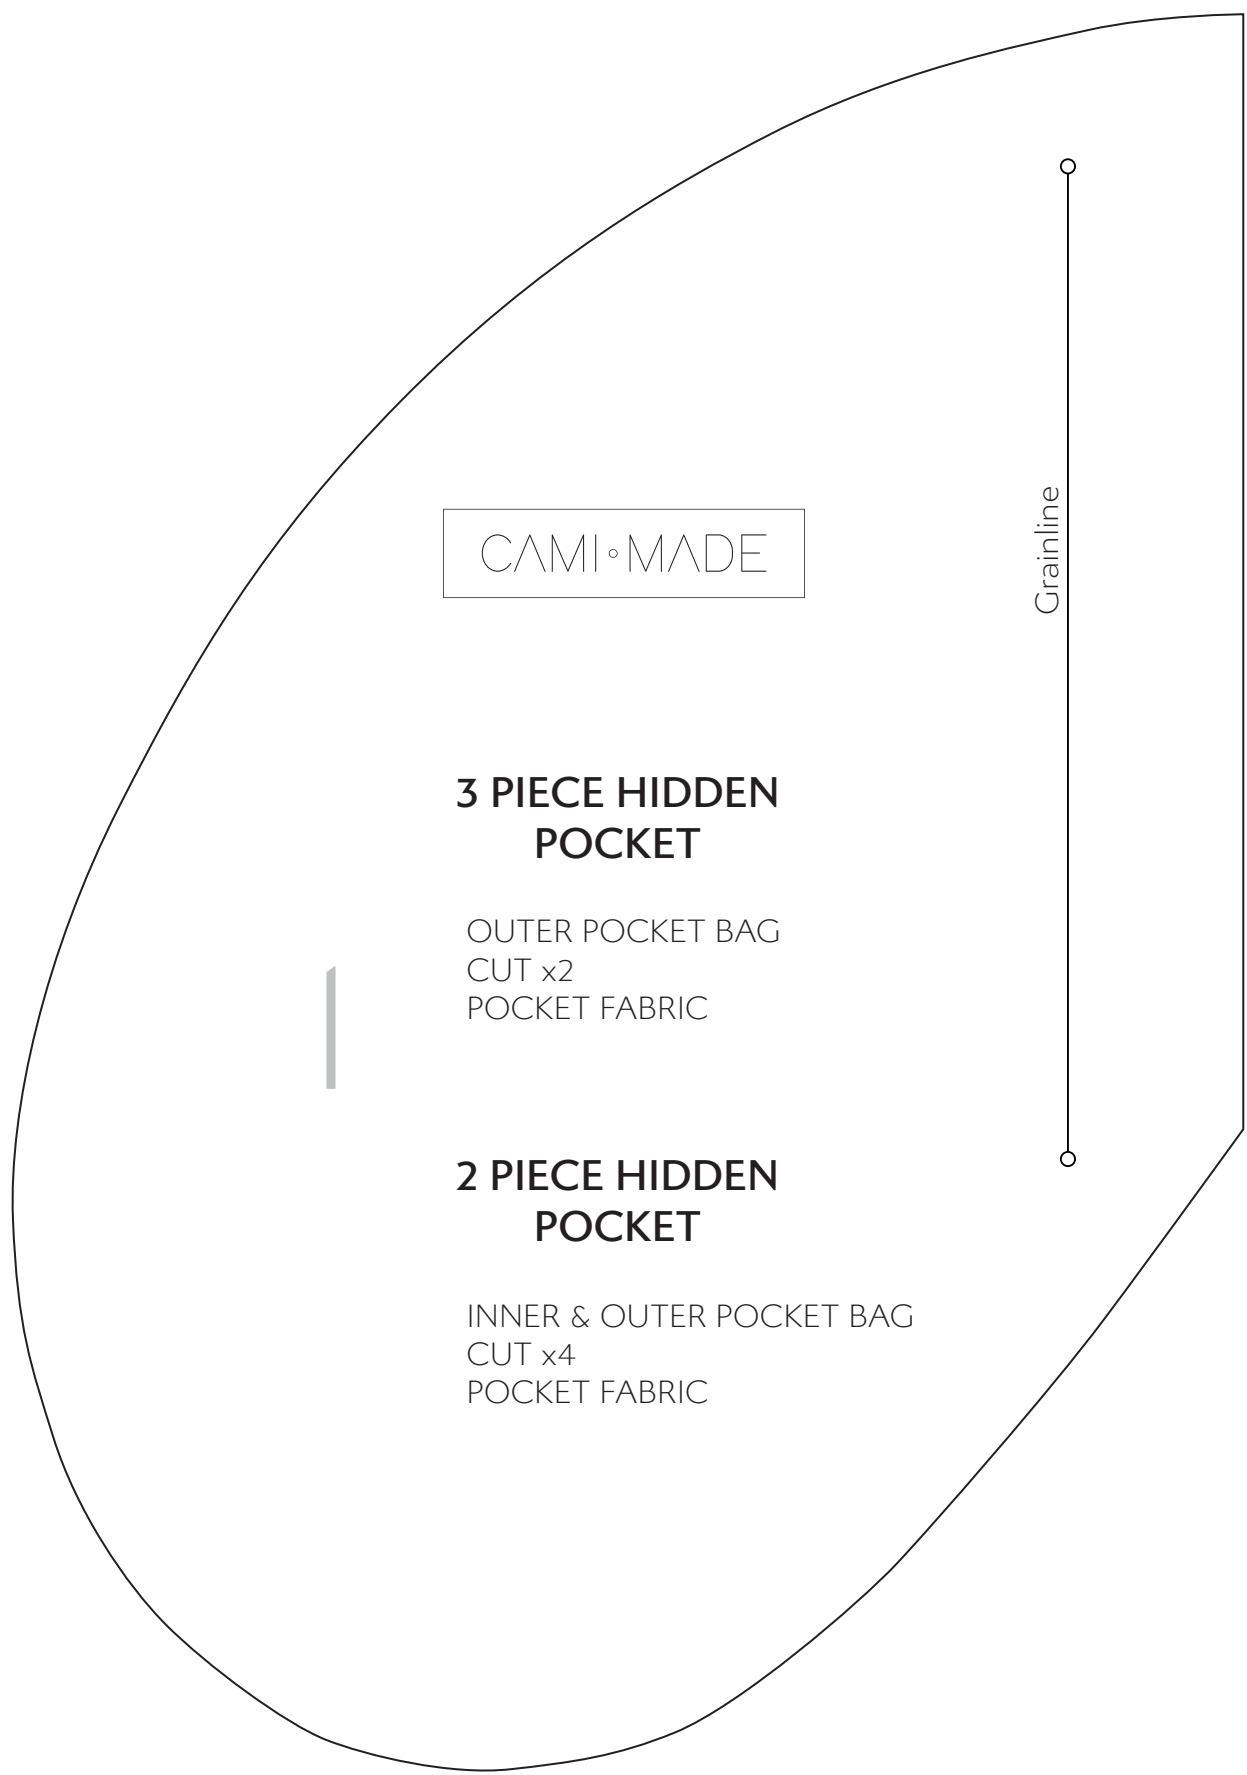 CAMI MADE
Grainline
3 PIECE HIDDEN
POCKET
OUTER POCKET BAG
CUT x2
POCKET FABRIC
2 PIECE HIDDEN
POCKET
INNER & OUTER POCKET BAG
CUT x4
POCKET FABRIC